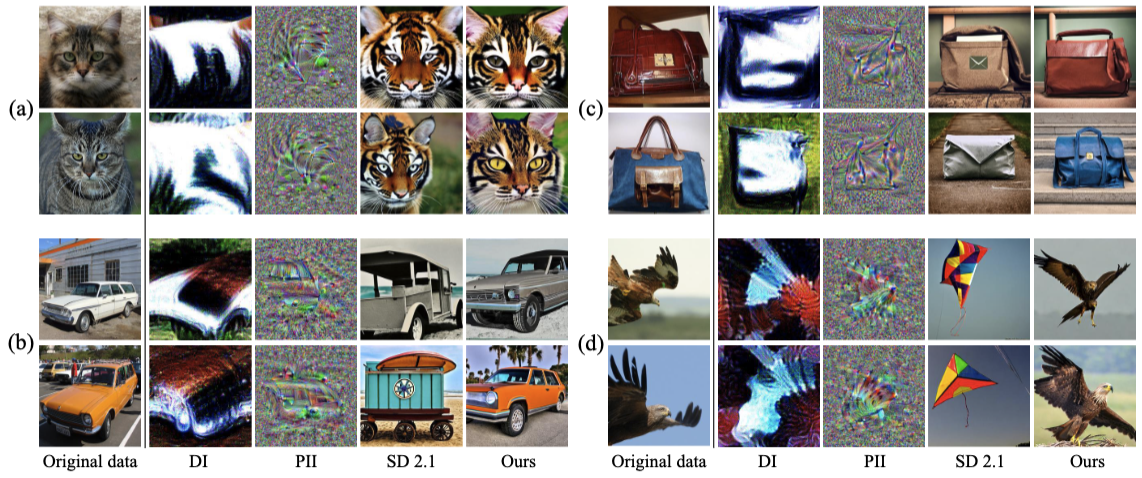 (a)
(b)
Original data DI PII SD 2.1 Ours
(c)
(d)
Original data DI PII SD 2.1 Ours